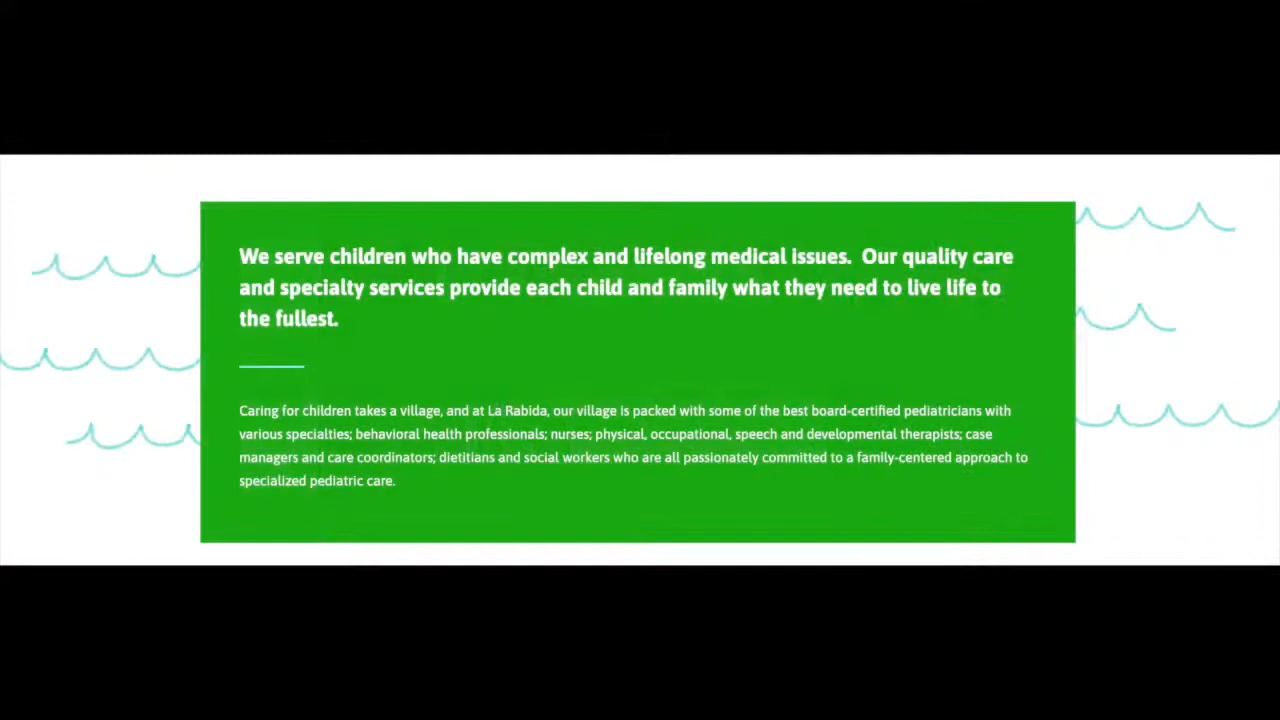 We serve children who have complex and lifelong medical issues.  Our quality care
and specialty services provide each child and family what they need to live life to
the fullest.
Caring for children takes a village, and at La Rabida, our village is packed with some of the best board-certified pediatricians with
various specialties; behavioral health professionals; nurses; physical, occupational, speech and developmental therapists; case
managers and care coordinators; dietitians and social workers who are all passionately committed to a family-centered approach to
specialized pediatric care.